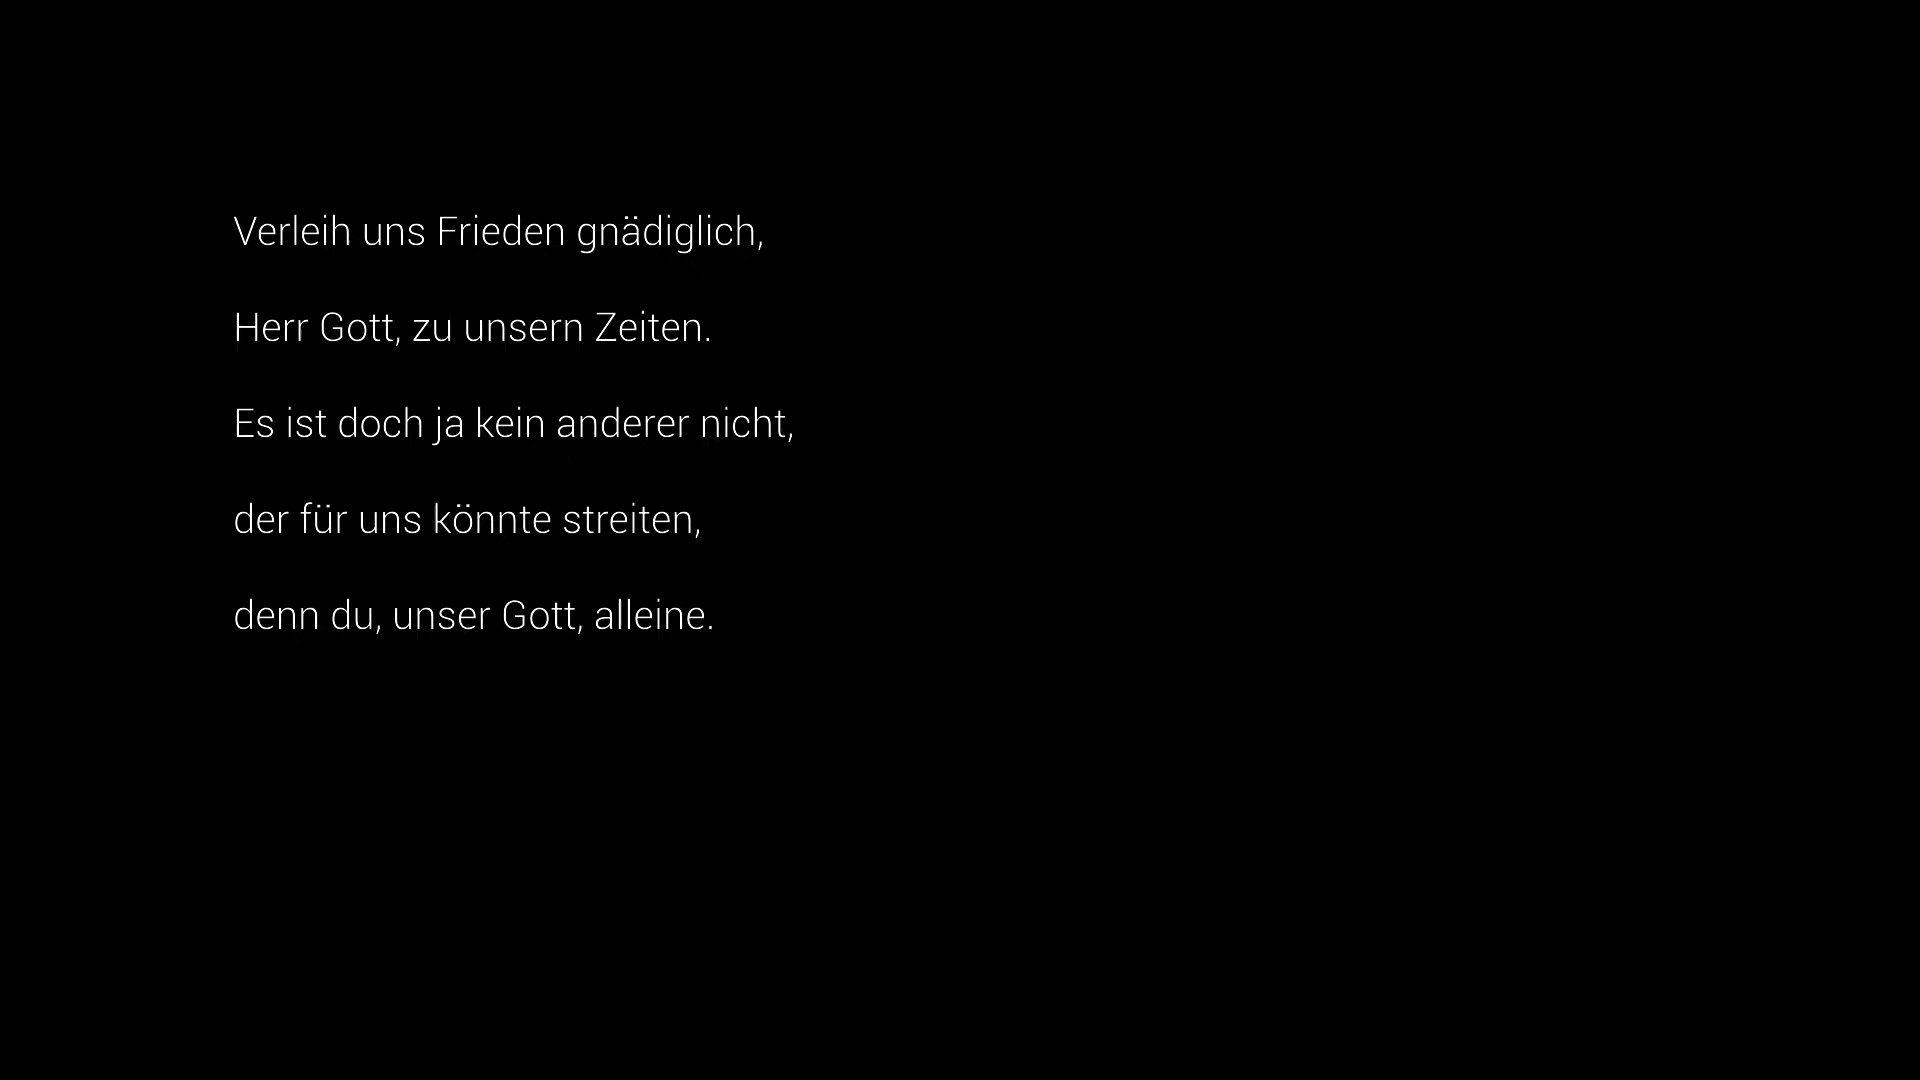 Verleih uns Frieden gnädiglich,
Herr Gott, zu unsern Zeiten.
Es ist doch ja kein anderer nicht,
der für uns könnte streiten,
denn du, unser Gott, alleine.